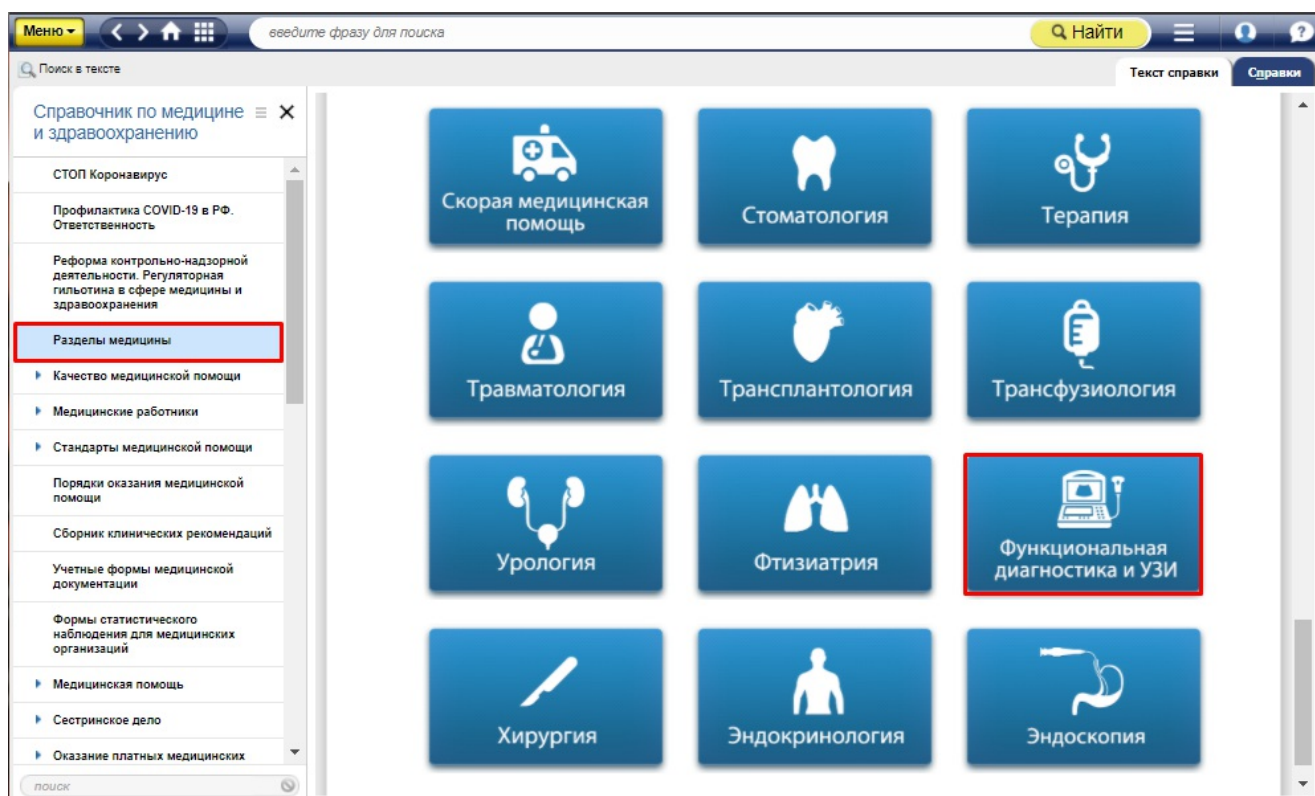 Меню
введите фразу для поиска
Найти
?
Поиск в тексте
Текст справки
Справки
Справочник по медицине
и здравоохранению
СТОП Коронавирус
Профилактика COVID-19 в РФ.
Ответственность
Реформа контрольно-надзорной
деятельности. Регуляторная
гильотина в сфере медицины и
здравоохранения
Разделы медицины
Качество медицинской помощи
Медицинские работники
Стандарты медицинской помощи
Порядки оказания медицинской
помощи
Сборник клинических рекомендаций
Учетные формы медицинской
документации
Формы статистического
наблюдения для медицинских
организаций
Медицинская помощь
Сестринское дело
Оказание платных медицинских
поиск
Скорая медицинская
помощь
Стоматология
Терапия
Травматология
Трансплантология
Трансфузиология
Урология
Фтизиатрия
Функциональная
диагностика и УЗИ
Хирургия
Эндокринология
Эндоскопия